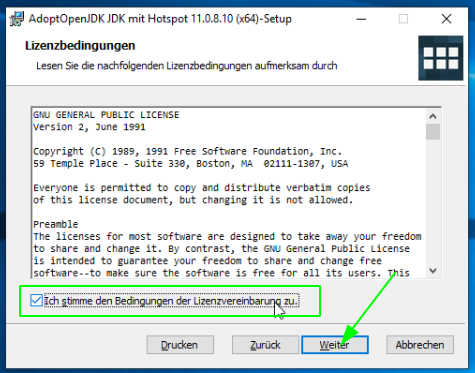 AdoptOpenJDK JDK mit Hotspot 11.0.8.10 (x64)-Setup
Lizenzbedingungen
Lesen Sie die nachfolgenden Lizenzbedingungen aufmerksam durch
GNU GENERAL PUBLIC LICENSE
Version 2, June 1991
Copyright (C) 1989, 1991 Free Software Foundation, Inc.
59 Temple Place - Suite 330, Boston, MA 02111-1307, USA
Everyone is permitted to copy and distribute verbatim copies
of this license document, but changing it is not allowed.
Preamble
The licenses for most software are designed to take away your freedom
to share and change it. By contrast, the GNU General Public License
is intended to guarantee your freedom to share and change free
software--to make sure the software is free for all its users. This
Ich stimme den Bedingungen der Lizenzvereinbarung zu.
Drucken
Zurück
Weiter
Abbrechen